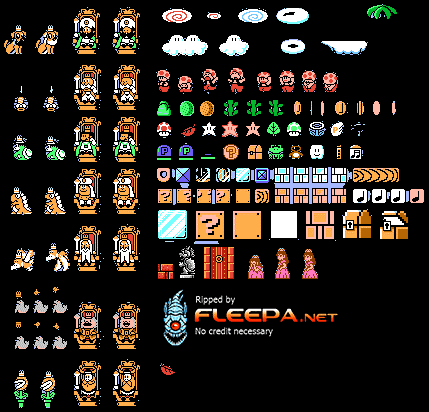 Ripped by
FLEEPA.NET
No credit necessary
P P
? ?
?